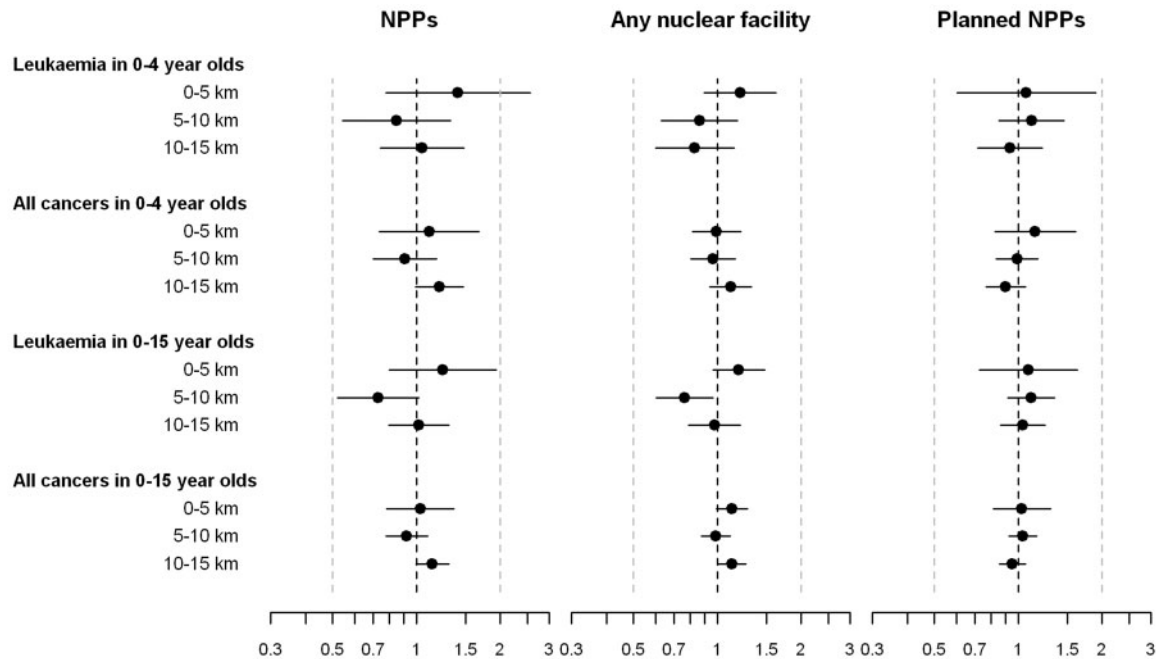 NPPs Any nuclear facility Planned NPPs
Leukaemia in 0-4 year olds
0-5 km
5-10 km
10-15 km
All cancers in 0-4 year olds
0-5 km
5-10 km
10-15 km
Leukaemia in 0-15 year olds
0-5 km
5-10 km
10-15 km
All cancers in 0-15 year olds
0-5 km
5-10 km
10-15 km
0.3 0.5 0.7 1 1.5 2 3 0.3 0.5 0.7 1 1.5 2 3 0.3 0.5 0.7 1 1.5 2 3